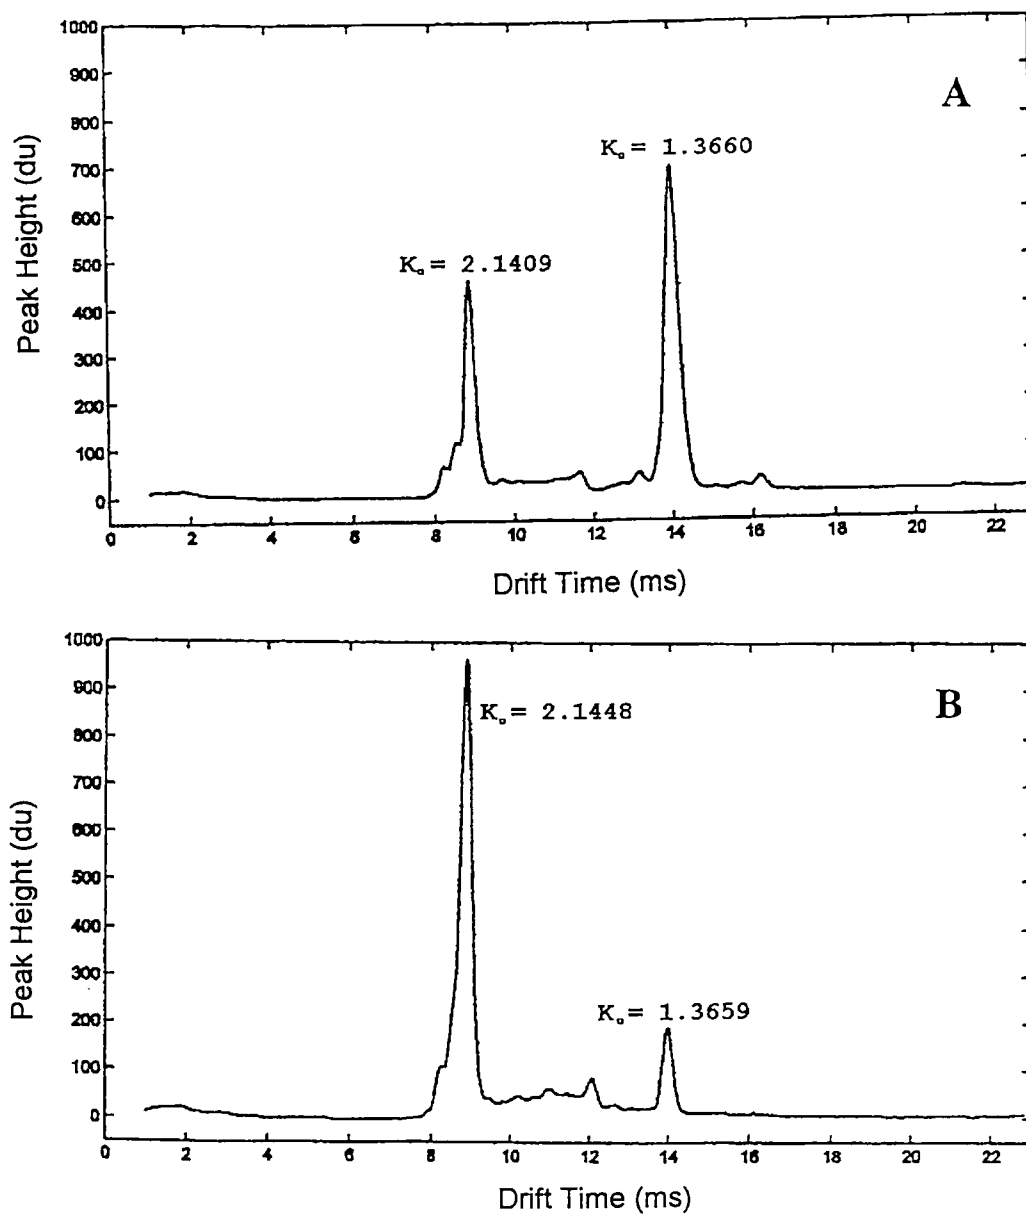 1000
900
800
700
600
500
400
300
200
100
0
Peak Height (du)
A
K₀= 1.3660
K₀= 2.1409
0 2 4 6 8 10 12 14 16 18 20 22
Drift Time (ms)
1000
900
800
700
600
500
400
300
200
100
0
Peak Height (du)
B
K₀= 2.1448
K₀= 1.3659
0 2 4 6 8 10 12 14 16 18 20 22
Drift Time (ms)